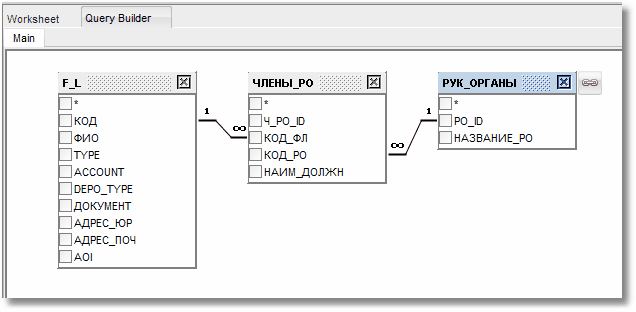 Worksheet Query Builder
Main
F_L
*
КОД
ФИО
TYPE
ACCOUNT
DEPO_TYPE
ДОКУМЕНТ
АДРЕС_ЮР
АДРЕС_ПОЧ
AOI
1
∞
ЧЛЕНЫ_РО
*
Ч_РО_ID
КОД_ФЛ
КОД_РО
НАИМ_ДОЛЖН
∞
1
РУК_ОРГАНЫ
*
PO_ID
НАЗВАНИЕ_РО